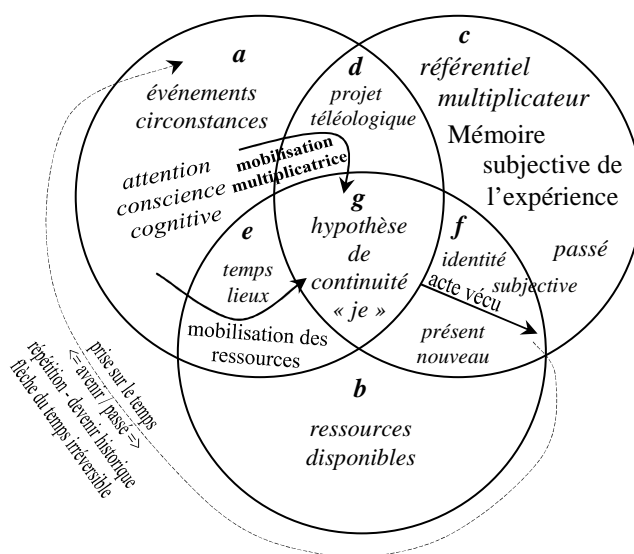 a
événements
circonstances
attention
conscience
cognitive
d
projet
téléologique
mobilisation
multiplicatrice
c
référentiel
multiplicateur
Mémoire
subjective de
l'expérience
passé
g
hypothèse
de
continuité
« je »
e
temps
lieux
mobilisation des
ressources
f
identité
subjective
acte vécu
présent
nouveau
b
ressources
disponibles
prise sur le temps
<= avenir / passe =>
répétition - devenir historique
flèche du temps irréversible